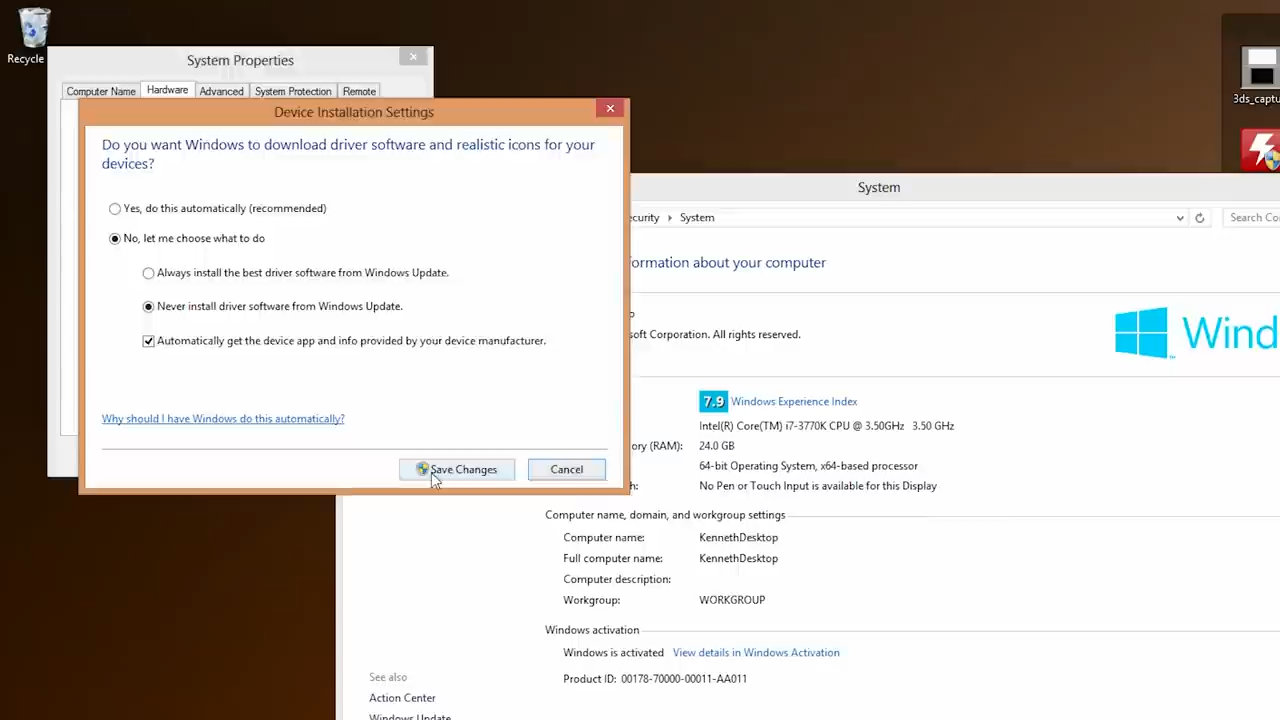 Recycle
System Properties
Computer Name
Hardware
Advanced
System Protection
Remote
Device Installation Settings
Do you want Windows to download driver software and realistic icons for your
devices?
Yes, do this automatically (recommended)
No, let me choose what to do
Always install the best driver software from Windows Update.
Never install driver software from Windows Update.
Automatically get the device app and info provided by your device manufacturer.
Why should I have Windows do this automatically?
Save Changes
Cancel
3ds_captu
System
ecurity
System
Search Co
formation about your computer
soft Corporation. All rights reserved.
Wind
7.9 Windows Experience Index
Intel(R) Core(TM) i7-3770K CPU @ 3.50GHz 3.50 GHz
ory (RAM): 24.0 GB
64-bit Operating System, x64-based processor
h: No Pen or Touch Input is available for this Display
Computer name, domain, and workgroup settings
Computer name: KennethDesktop
Full computer name: KennethDesktop
Computer description:
Workgroup: WORKGROUP
Windows activation
Windows is activated View details in Windows Activation
Product ID: 00178-70000-00011-AA011
See also
Action Center
Windows Update